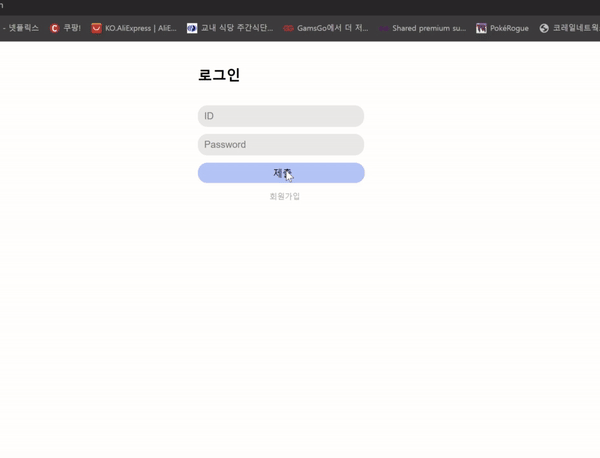 - 넷플릭스 쿠팡! KO.AliExpress | AliE... 교내 식당 주간식단... GamsGo에서 더 저... Shared premium su... PokéRogue 코레일네트웍
로그인
ID
Password
제출
회원가입